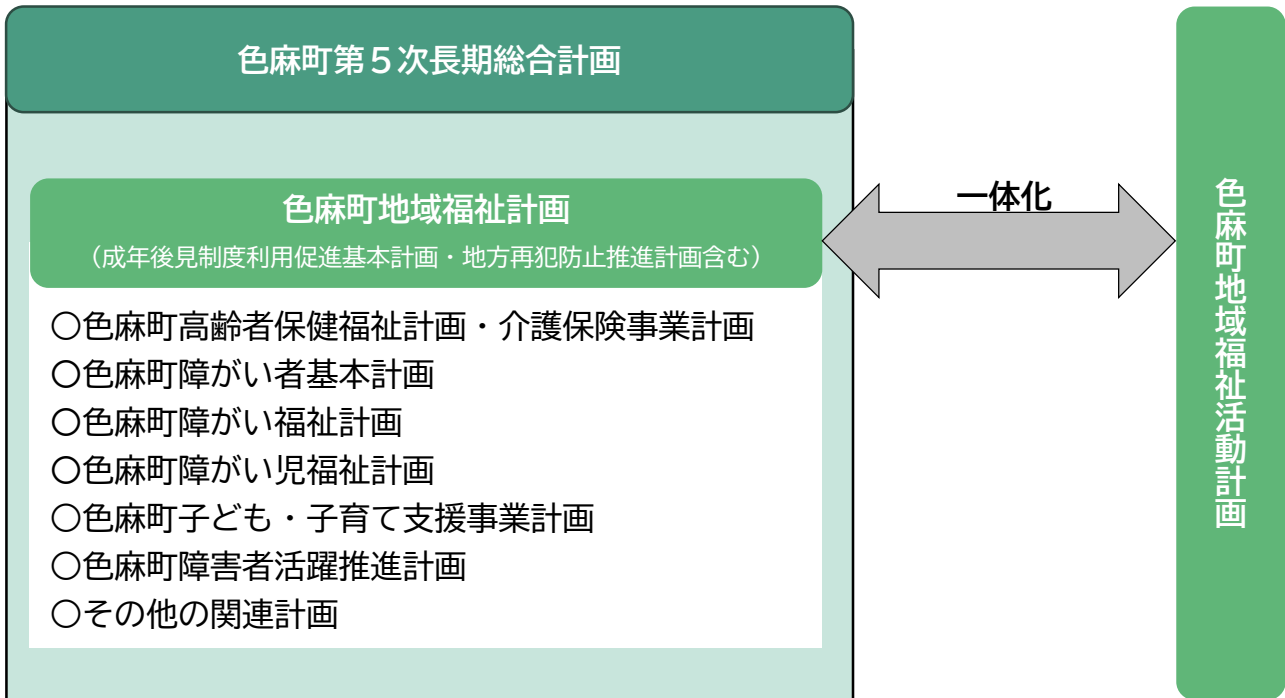 色麻町第５次長期総合計画
色麻町地域福祉計画
（成年後見制度利用促進基本計画・地方再犯防止推進計画含む）
〇色麻町高齢者保健福祉計画・介護保険事業計画
〇色麻町障がい者基本計画
〇色麻町障がい福祉計画
〇色麻町障がい児福祉計画
〇色麻町子ども・子育て支援事業計画
〇色麻町障害者活躍推進計画
〇その他の関連計画
一体化
色麻町地域福祉活動計画